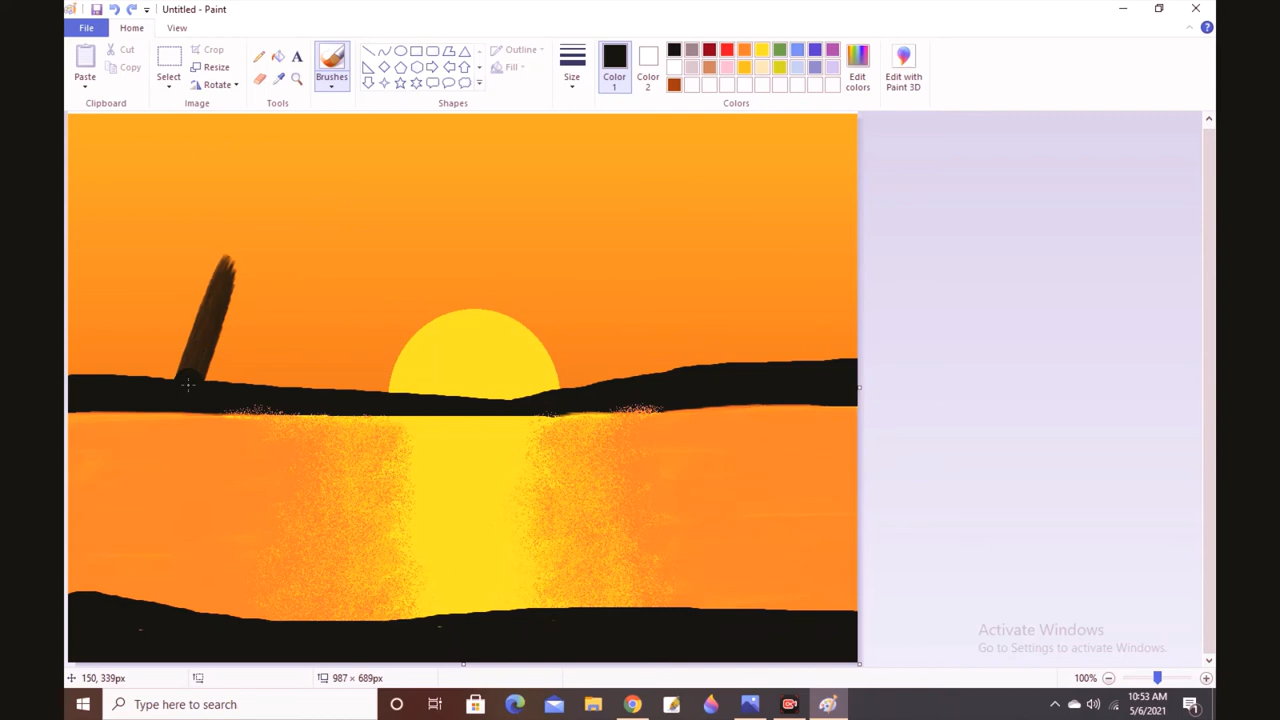 Untitled - Paint
File
Home
View
Paste
Cut
Copy
Clipboard
Select
Crop
Resize
Rotate
Image
A
Tools
Brushes
Outline
Fill
Shapes
Size
Color 1
Color 2
Colors
Edit colors
Edit with Paint 3D
Activate Windows
Go to Settings to activate Windows.
150, 339px
987 × 689px
100%
Type here to search
10:53 AM
5/6/2021
1